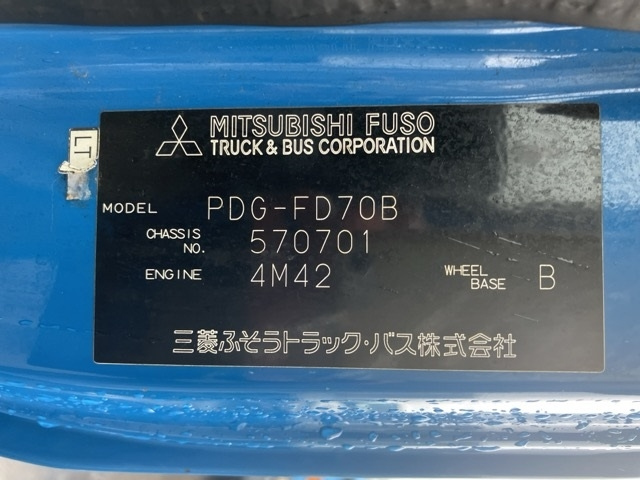 MITSUBISHI FUSO
TRUCK & BUS CORPORATION
MODEL PDG-FD70B
CHASSIS NO. 570701
ENGINE 4M42 WHEEL BASE B
三菱ふそうトラック・バス株式会社